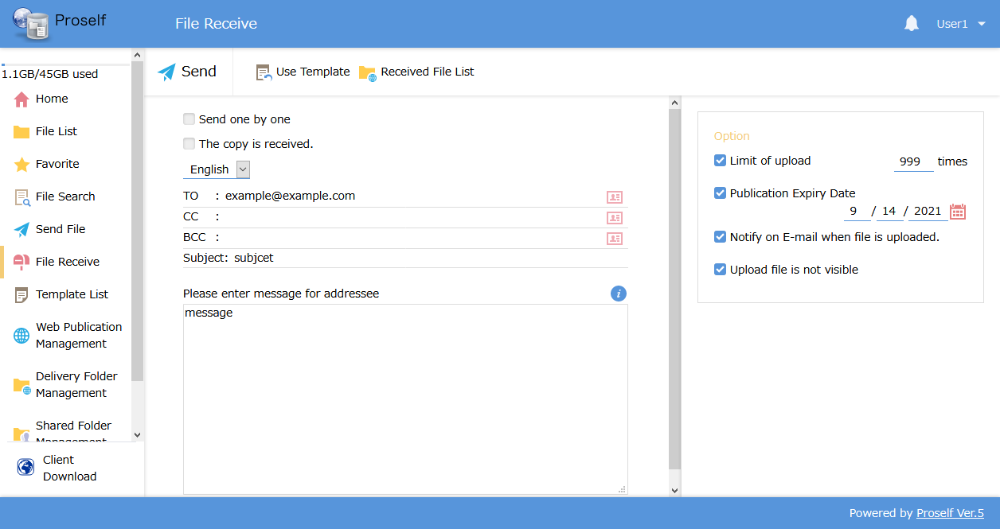 Proself
File Receive
User1
1.1GB/45GB used
Home
File List
Favorite
File Search
Send File
File Receive
Template List
Web Publication
Management
Delivery Folder
Management
Shared Folder
Management
Client
Download
Send
Use Template
Received File List
Send one by one
The copy is received.
English
TO : example@example.com
CC :
BCC :
Subject: subjcet
Please enter message for addressee
message
Option
Limit of upload 999 times
Publication Expiry Date
9 / 14 / 2021
Notify on E-mail when file is uploaded.
Upload file is not visible
Powered by Proself Ver.5